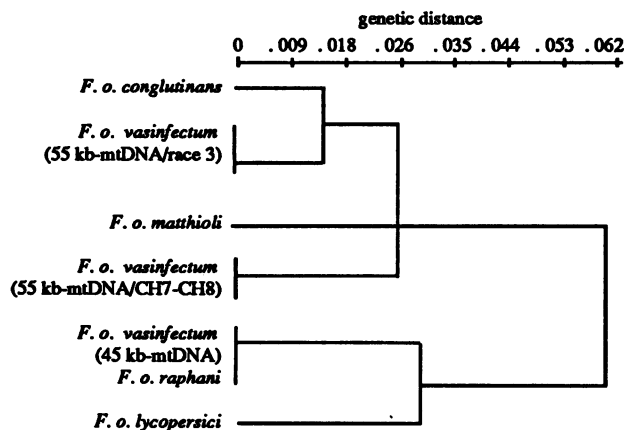 genetic distance
0 .009 .018 .026 .035 .044 .053 .062
F. o. conglutinans
F. o. vasinfectum
(55 kb-mtDNA/race 3)
F. o. matthioli
F. o. vasinfectum
(55 kb-mtDNA/CH7-CH8)
F. o. vasinfectum
(45 kb-mtDNA)
F. o. raphani
F. o. lycopersici